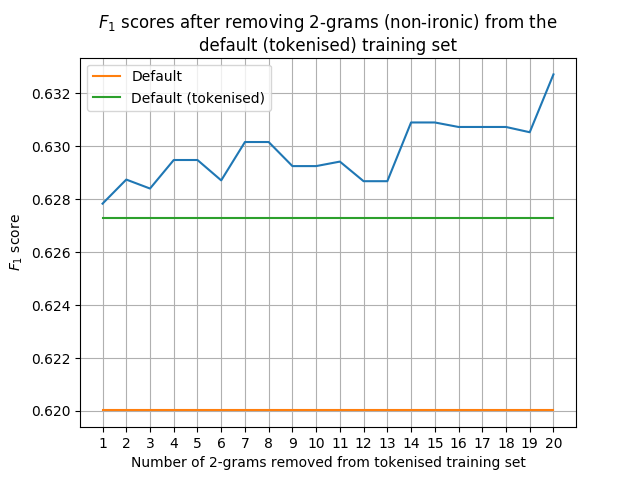 F1 scores after removing 2-grams (non-ironic) from the
default (tokenised) training set
Default
Default (tokenised)
0.632
0.630
0.628
0.626
0.624
0.622
0.620
F1 score
1 2 3 4 5 6 7 8 9 10 11 12 13 14 15 16 17 18 19 20
Number of 2-grams removed from tokenised training set